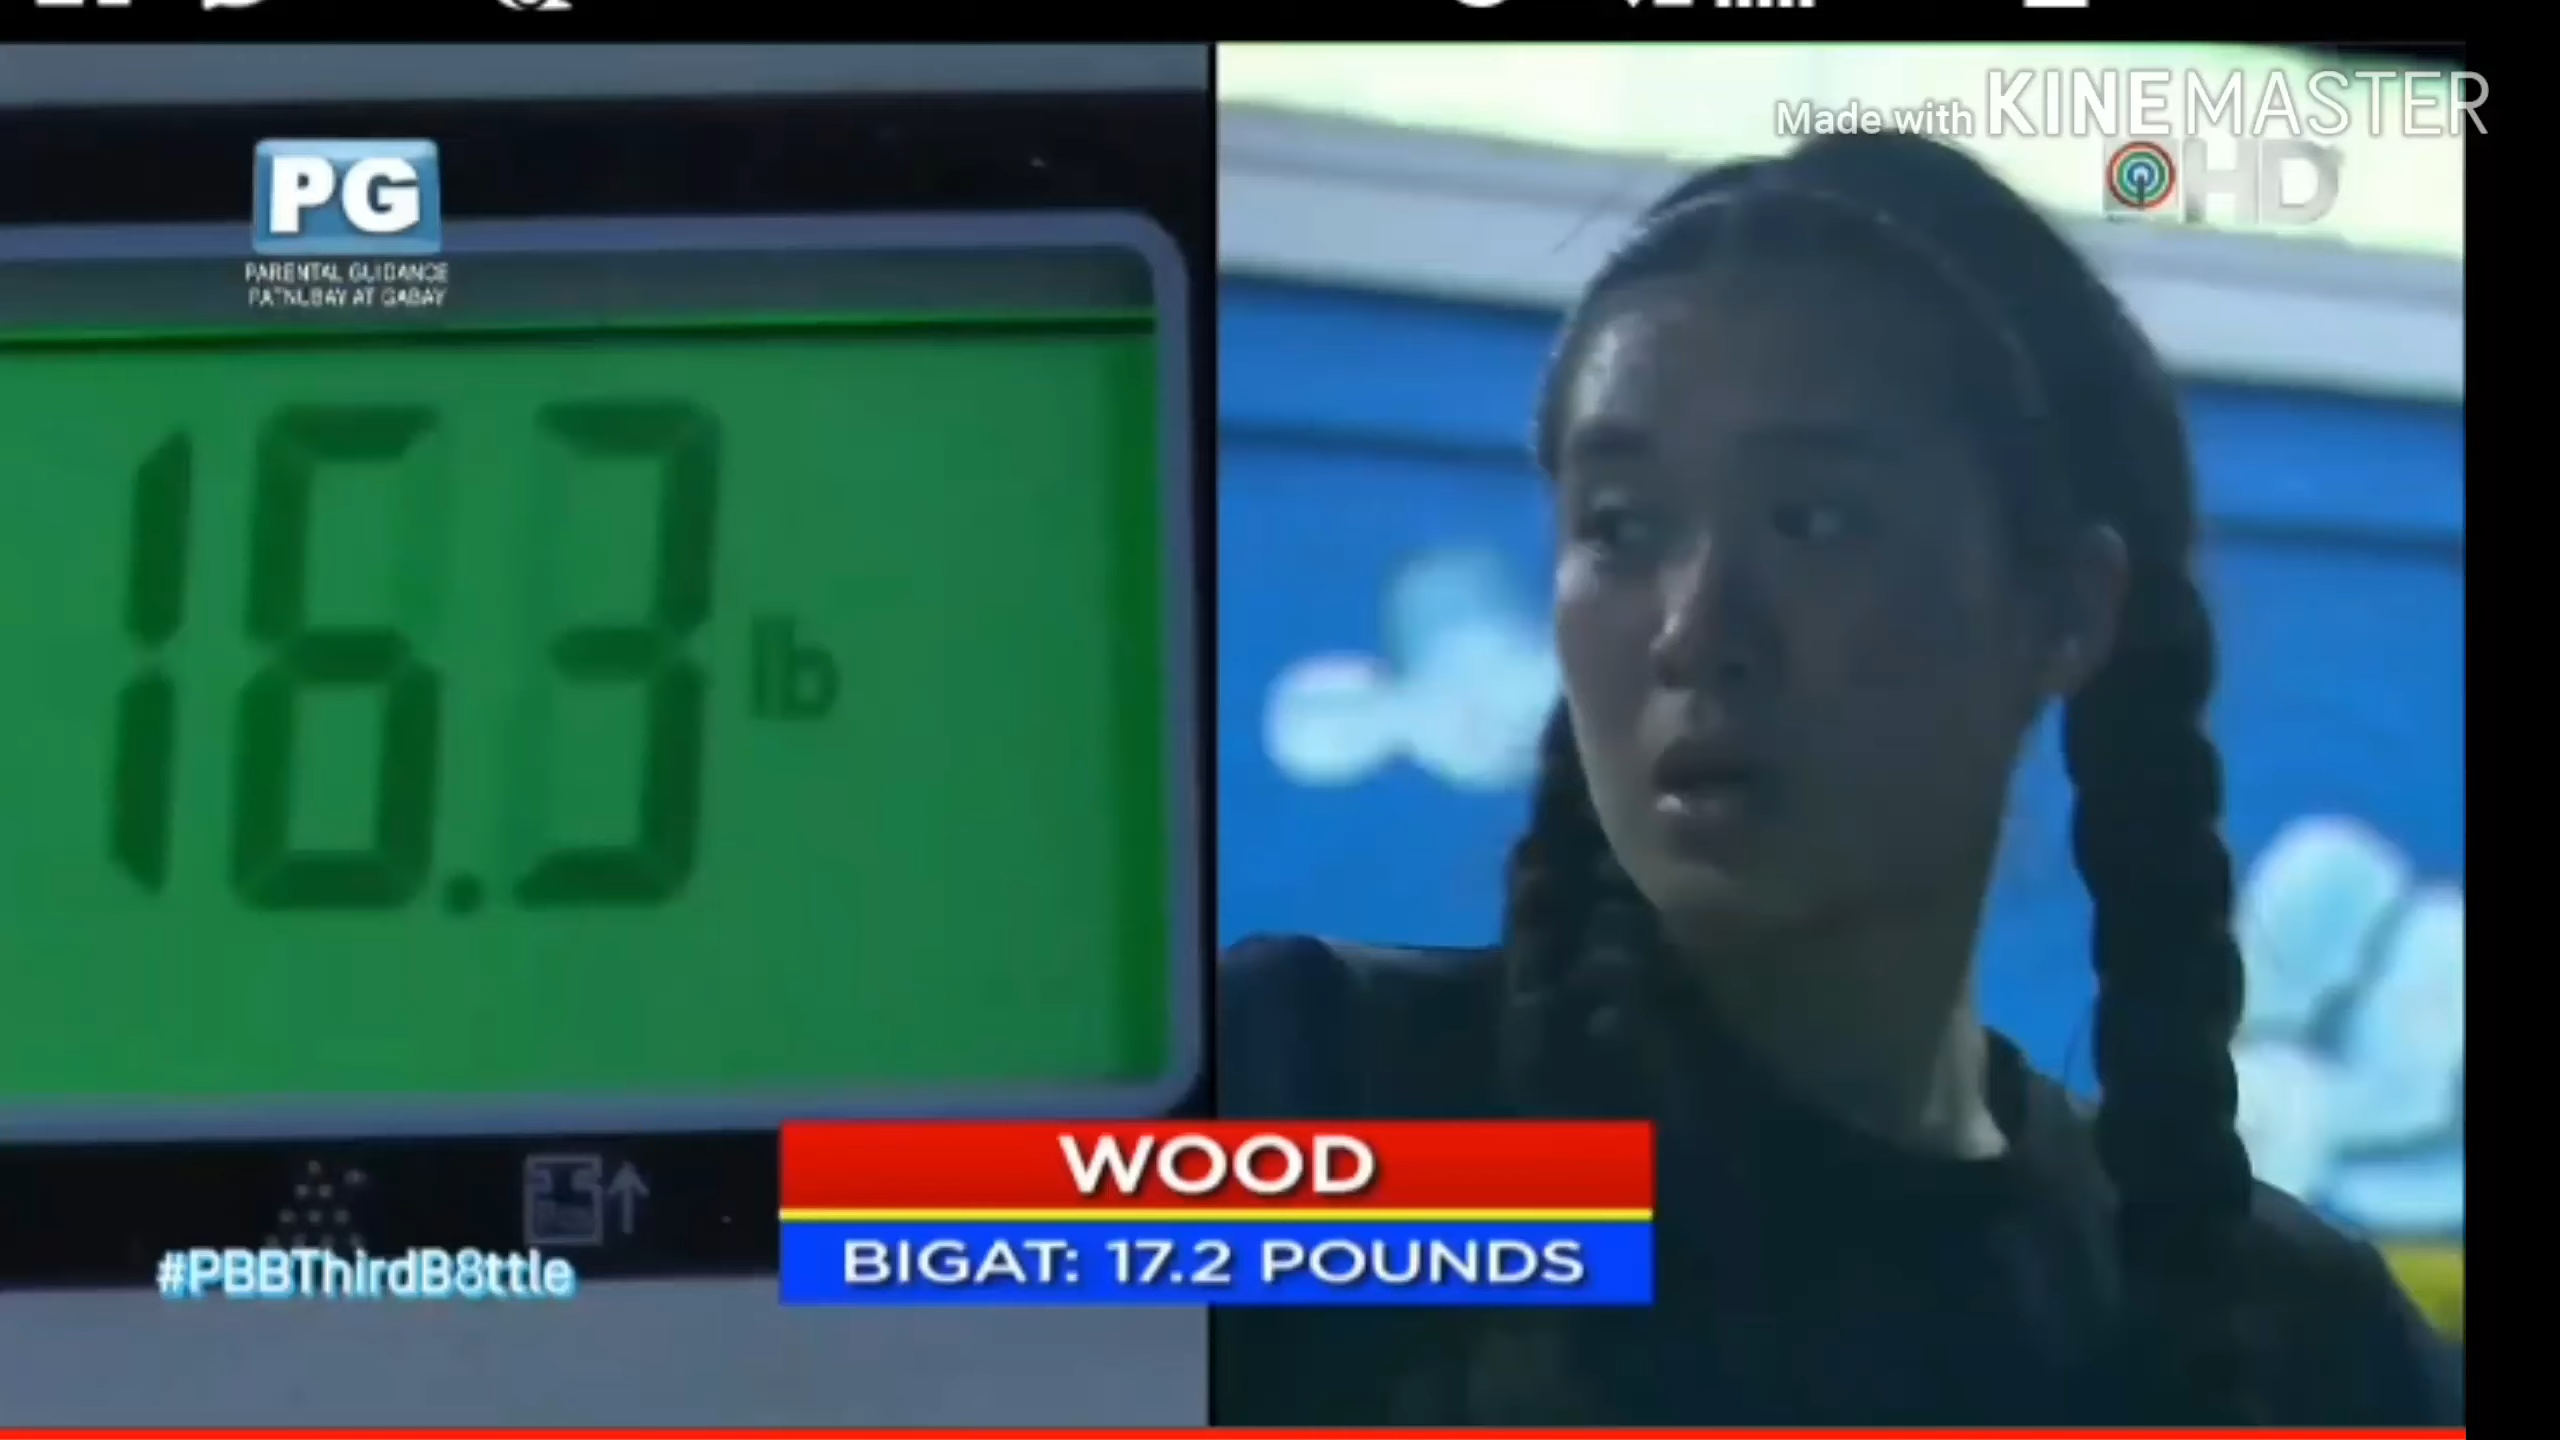 Made with KINEMASTER
HD
PG
PARENTAL GUIDANCE
PATNUBAY AT GABAY
16.3 lb
WOOD
BIGAT: 17.2 POUNDS
#PBBThirdB8ttle